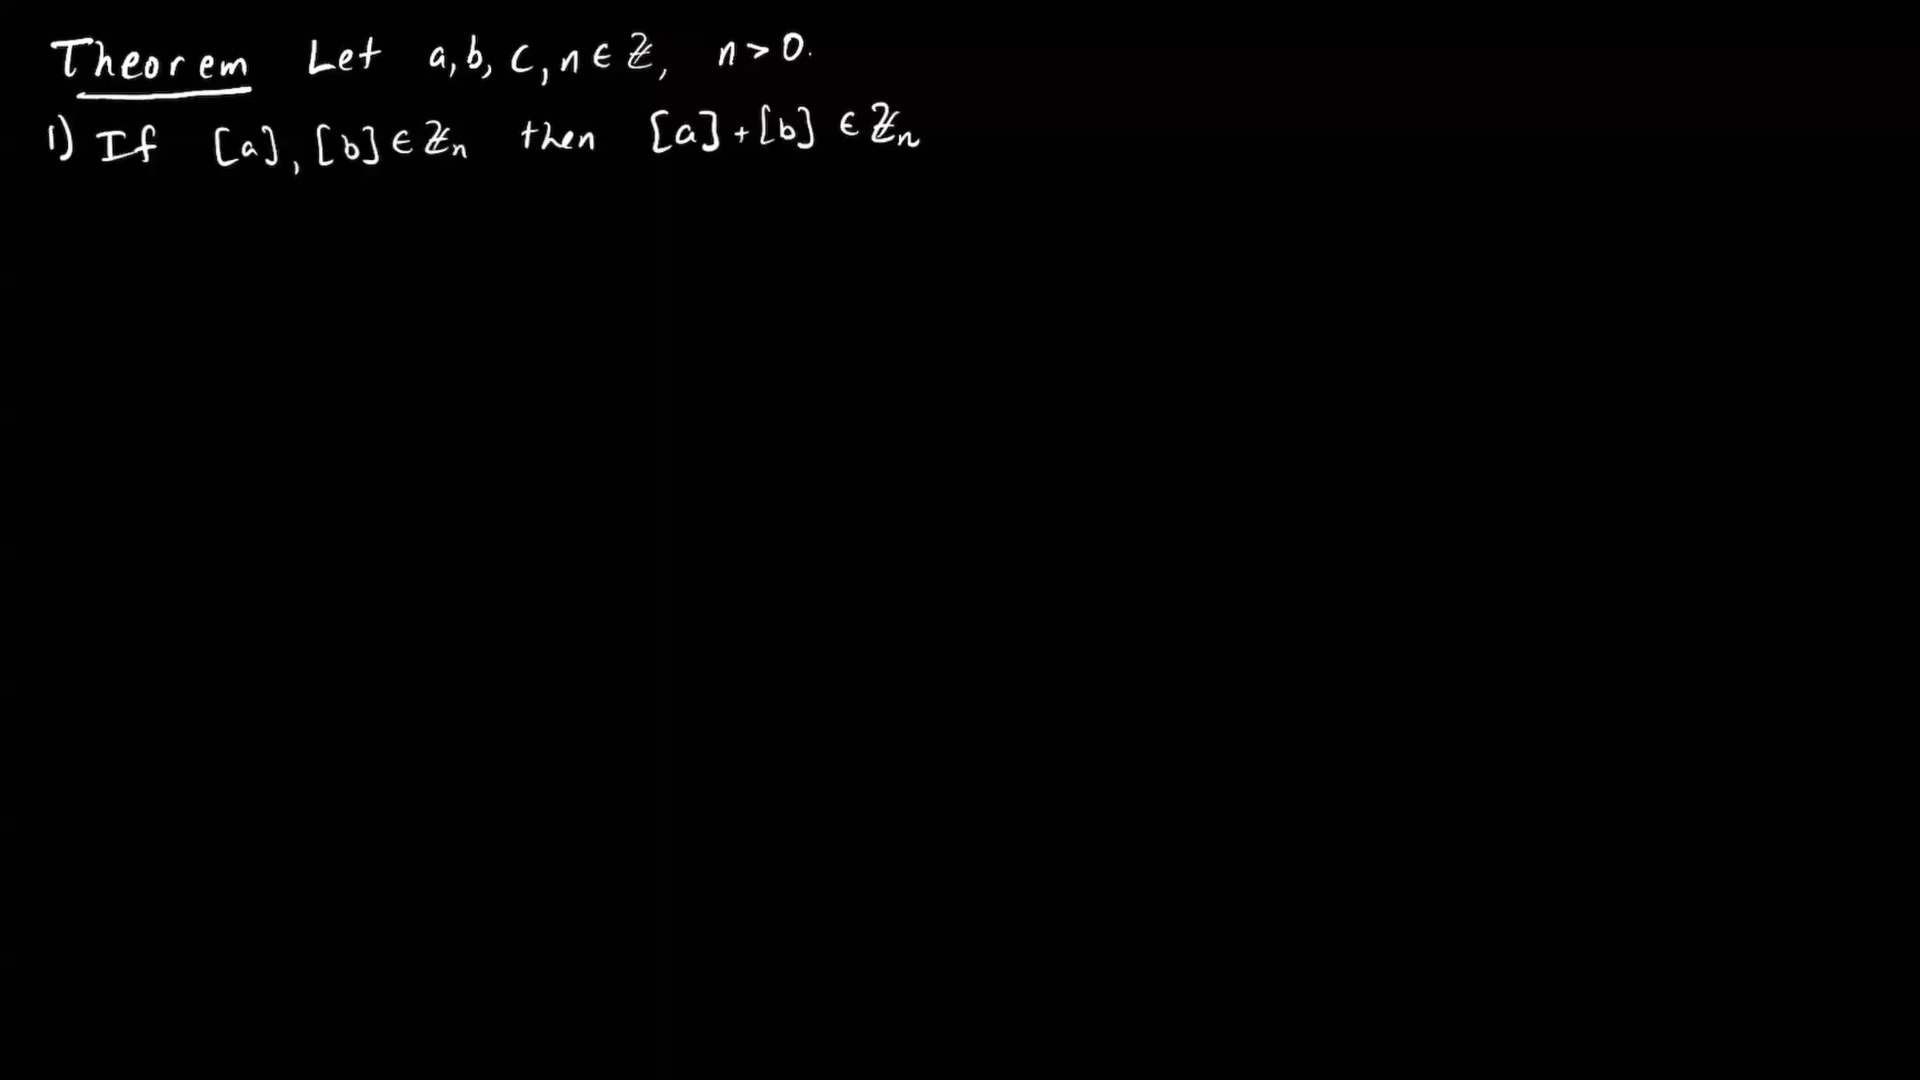 Theorem Let a, b, c, n ∈ ℤ, n > 0.
1) If [a], [b] ∈ ℤₙ then [a] + [b] ∈ ℤₙ